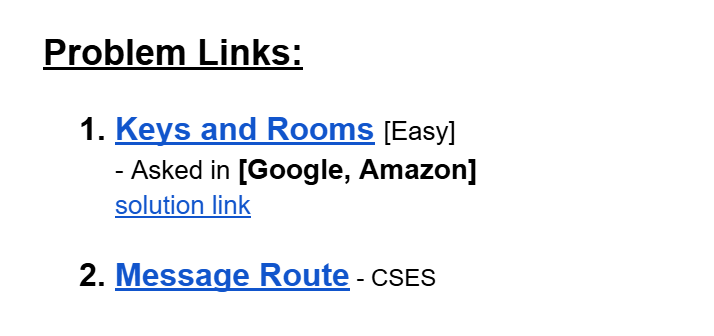 Problem Links:
1. Keys and Rooms [Easy]
- Asked in [Google, Amazon]
solution link
2. Message Route - CSES